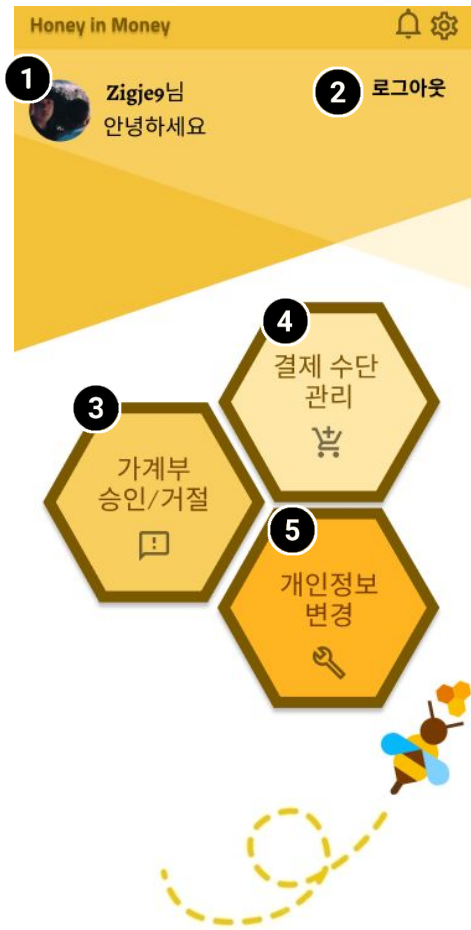 Honey in Money
1
Zigje9님
안녕하세요
2
로그아웃
4
결제 수단
관리
3
가계부
승인/거절
5
개인정보
변경